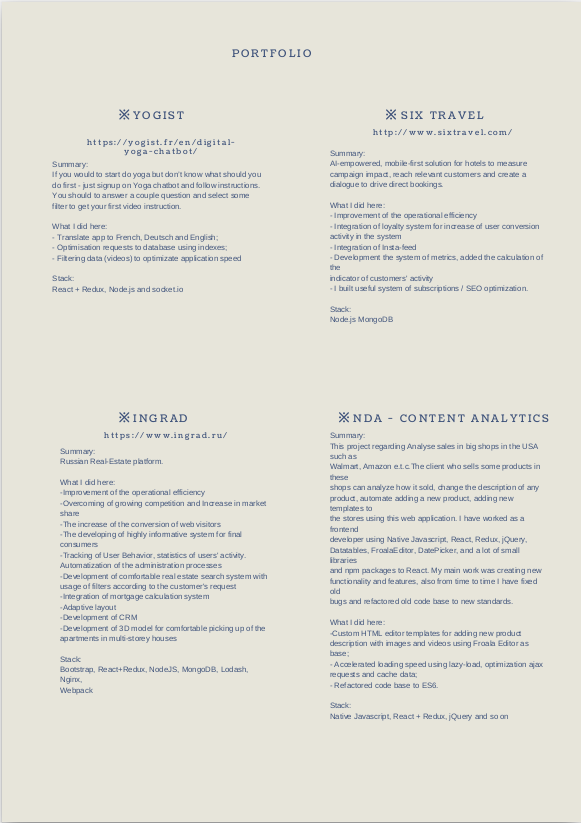 PORTFOLIO
※ YOGIST
https://yogist.fr/en/digital-
yoga-chatbot/
Summary:
If you would to start do yoga but don't know what should you
do first - just signup on Yoga chatbot and follow instructions.
You should to answer a couple question and select some
filter to get your first video instruction.
What I did here:
- Translate app to French, Deutsch and English;
- Optimisation requests to database using indexes;
- Filtering data (videos) to optimizate application speed
Stack:
React + Redux, Node.js and socket.io
※ SIX TRAVEL
http://www.sixtravel.com/
Summary:
AI-empowered, mobile-first solution for hotels to measure
campaign impact, reach relevant customers and create a
dialogue to drive direct bookings.
What I did here:
- Improvement of the operational efficiency
- Integration of loyalty system for increase of user conversion
activity in the system
- Integration of Insta-feed
- Development the system of metrics, added the calculation of
the
indicator of customers' activity
- I built useful system of subscriptions / SEO optimization.
Stack:
Node.js MongoDB
※ INGRAD
https://www.ingrad.ru/
Summary:
Russian Real-Estate platform.
What I did here:
-Improvement of the operational efficiency
-Overcoming of growing competition and Increase in market
share
-The increase of the conversion of web visitors
-The developing of highly informative system for final
consumers
-Tracking of User Behavior, statistics of users' activity.
Automatization of the administration processes
-Development of comfortable real estate search system with
usage of filters according to the customer's request
-Integration of mortgage calculation system
-Adaptive layout
-Development of CRM
-Development of 3D model for comfortable picking up of the
apartments in multi-storey houses
Stack:
Bootstrap, React+Redux, NodeJS, MongoDB, Lodash,
Nginx,
Webpack
※ NDA - CONTENT ANALYTICS
Summary:
This project regarding Analyse sales in big shops in the USA
such as
Walmart, Amazon e.t.c.The client who sells some products in
these
shops can analyze how it sold, change the description of any
product, automate adding a new product, adding new
templates to
the stores using this web application. I have worked as a
frontend
developer using Native Javascript, React, Redux, jQuery,
Datatables, FroalaEditor, DatePicker, and a lot of small
libraries
and npm packages to React. My main work was creating new
functionality and features, also from time to time I have fixed
old
bugs and refactored old code base to new standards.
What I did here:
-Custom HTML editor templates for adding new product
description with images and videos using Froala Editor as
base;
- Accelerated loading speed using lazy-load, optimization ajax
requests and cache data;
- Refactored code base to ES6.
Stack:
Native Javascript, React + Redux, jQuery and so on